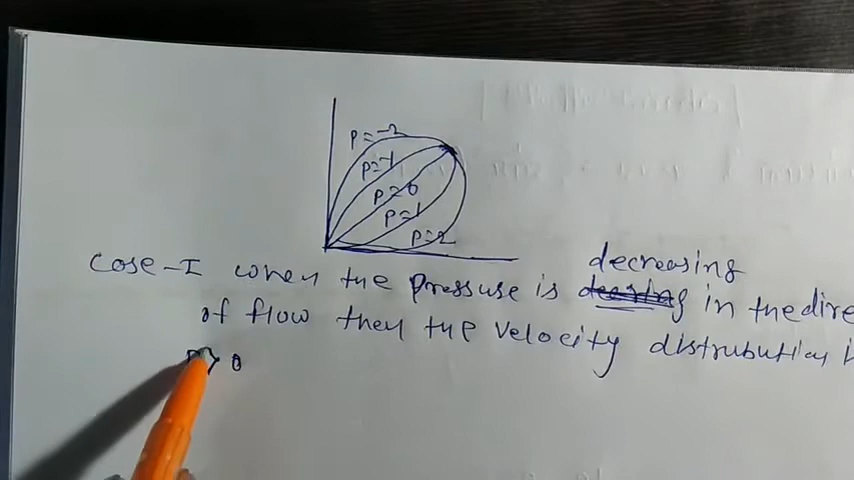 P=-2
P=-1
P=0
P=1
P=2
decreasing
Case-I when the pressure is in the dire
of flow then the velocity distrubution i
P>0